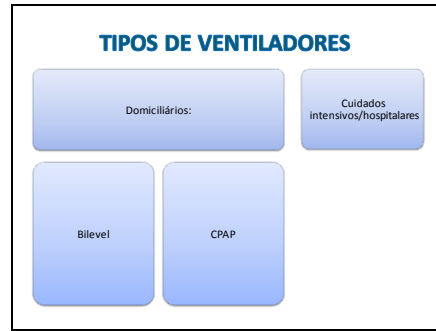 TIPOS DE VENTILADORES
Domiciliários:
Cuidados
intensivos/hospitalares
Bilevel
CPAP